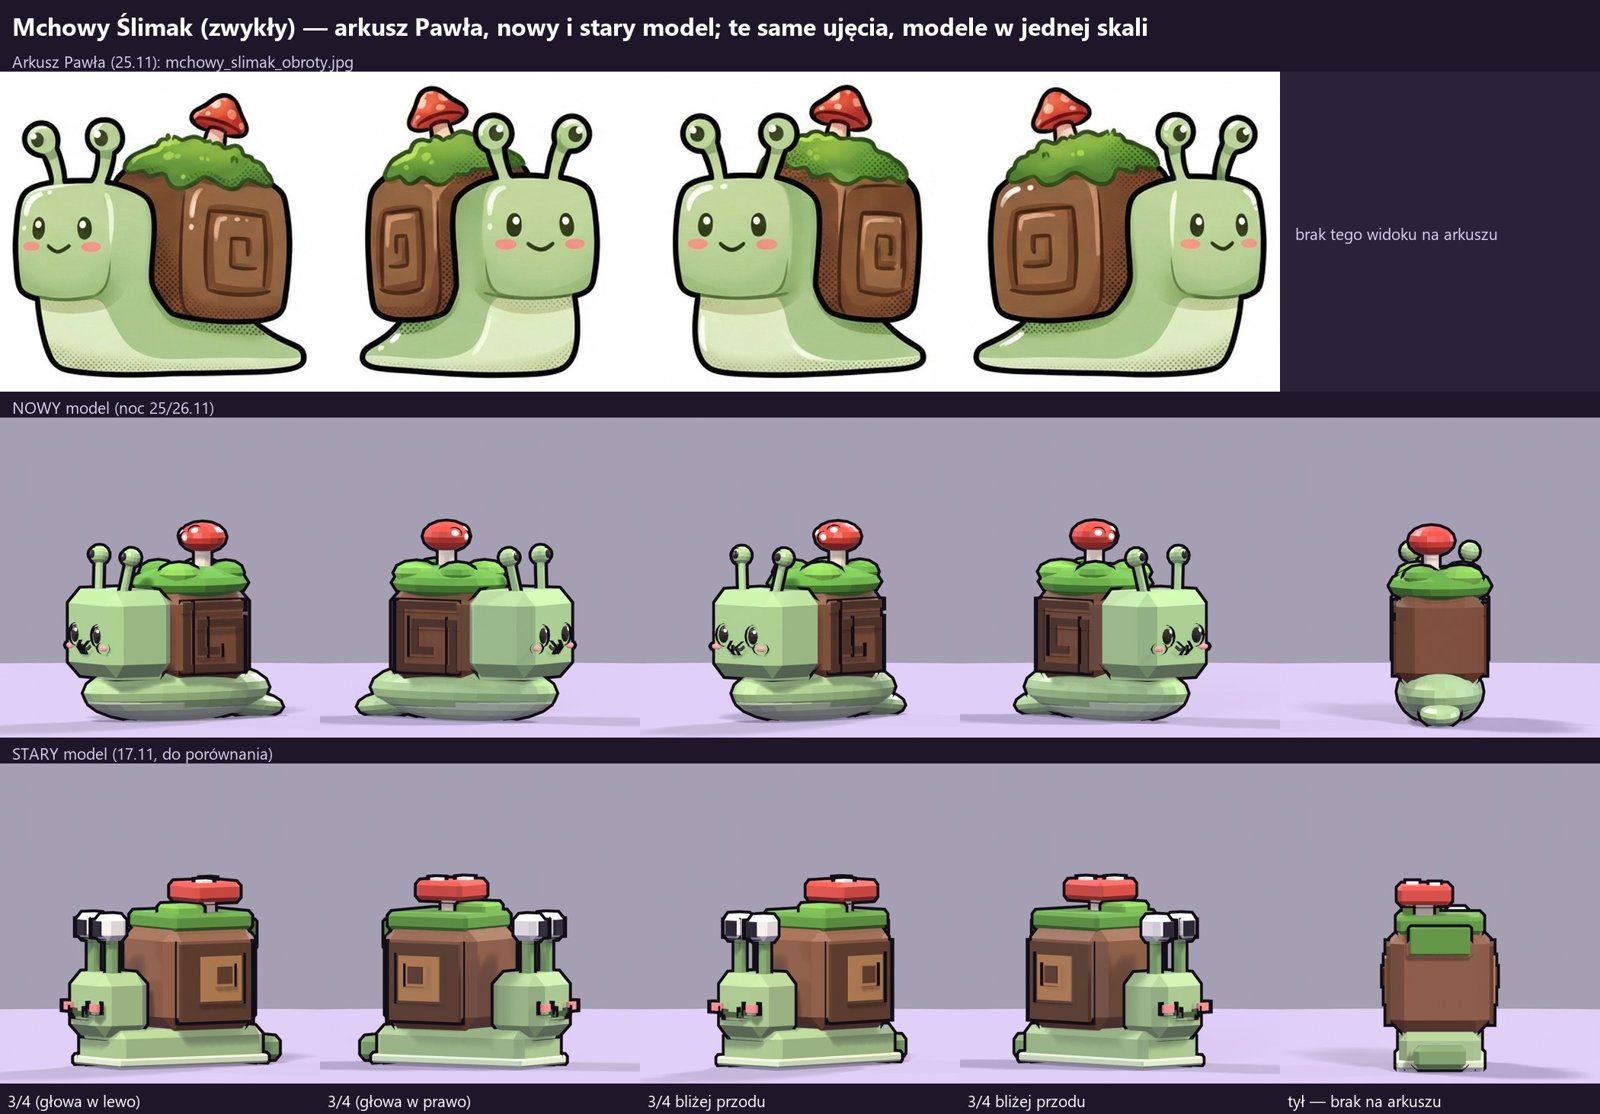 Mchowy Ślimak (zwykły) — arkusz Pawła, nowy i stary model; te same ujęcia, modele w jednej skali
Arkusz Pawła (25.11): mchowy_slimak_obroty.jpg
brak tego widoku na arkuszu
NOWY model (noc 25/26.11)
STARY model (17.11, do porównania)
3/4 (głowa w lewo)
3/4 (głowa w prawo)
3/4 bliżej przodu
3/4 bliżej przodu
tył — brak na arkuszu